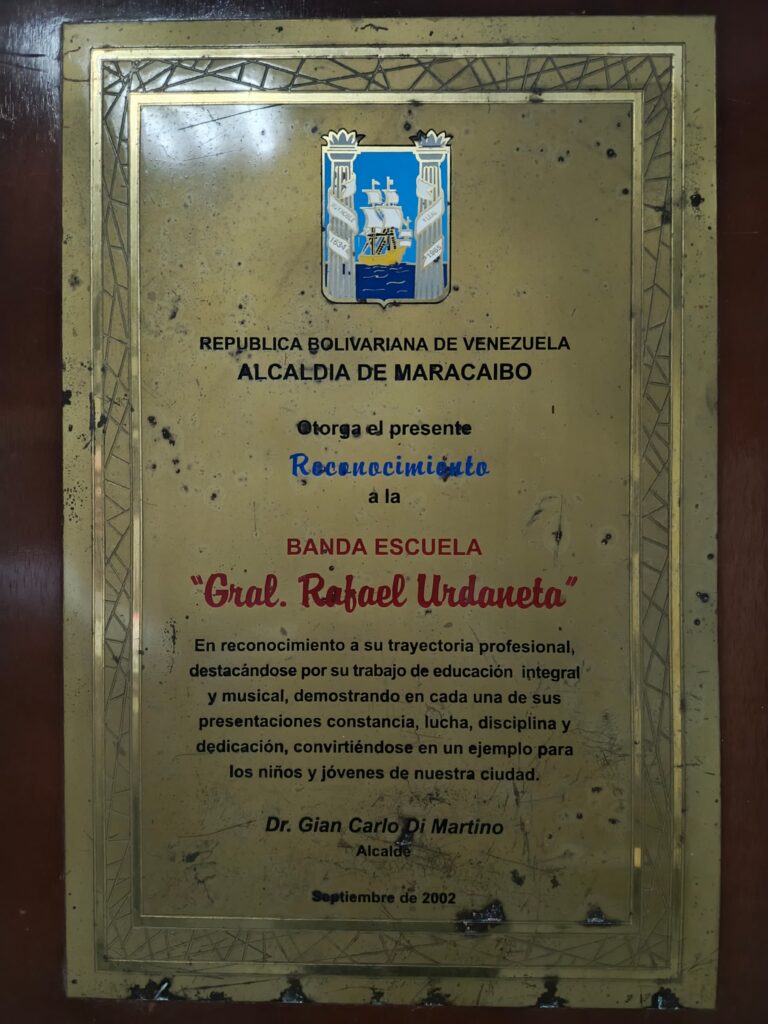 REPUBLICA BOLIVARIANA DE VENEZUELA
ALCALDIA DE MARACAIBO
Otorga el presente
Reconocimiento
a la
BANDA ESCUELA
"Gral. Rafael Urdaneta"
En reconocimiento a su trayectoria profesional,
destacándose por su trabajo de educación integral
y musical, demostrando en cada una de sus
presentaciones constancia, lucha, disciplina y
dedicación, convirtiéndose en un ejemplo para
los niños y jóvenes de nuestra ciudad.
Dr. Gian Carlo Di Martino
Alcalde
Septiembre de 2002